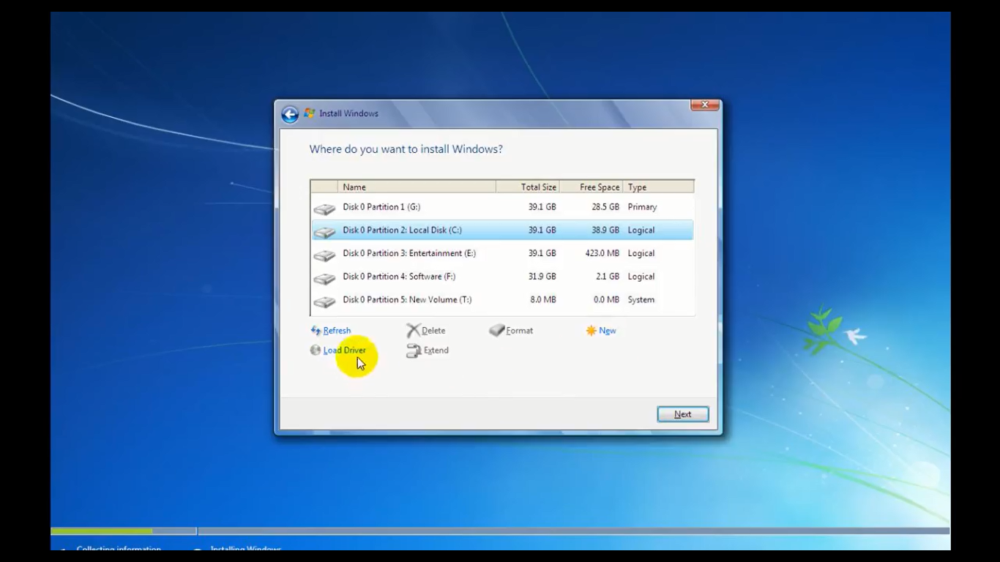 Install Windows
Where do you want to install Windows?
Name Total Size Free Space Type
Disk 0 Partition 1 (G:) 39.1 GB 28.5 GB Primary
Disk 0 Partition 2: Local Disk (C:) 39.1 GB 38.9 GB Logical
Disk 0 Partition 3: Entertainment (E:) 39.1 GB 423.0 MB Logical
Disk 0 Partition 4: Software (F:) 31.9 GB 2.1 GB Logical
Disk 0 Partition 5: New Volume (T:) 8.0 MB 0.0 MB System
Refresh Delete Format New
Load Driver Extend
Next
Collecting information Installing Windows